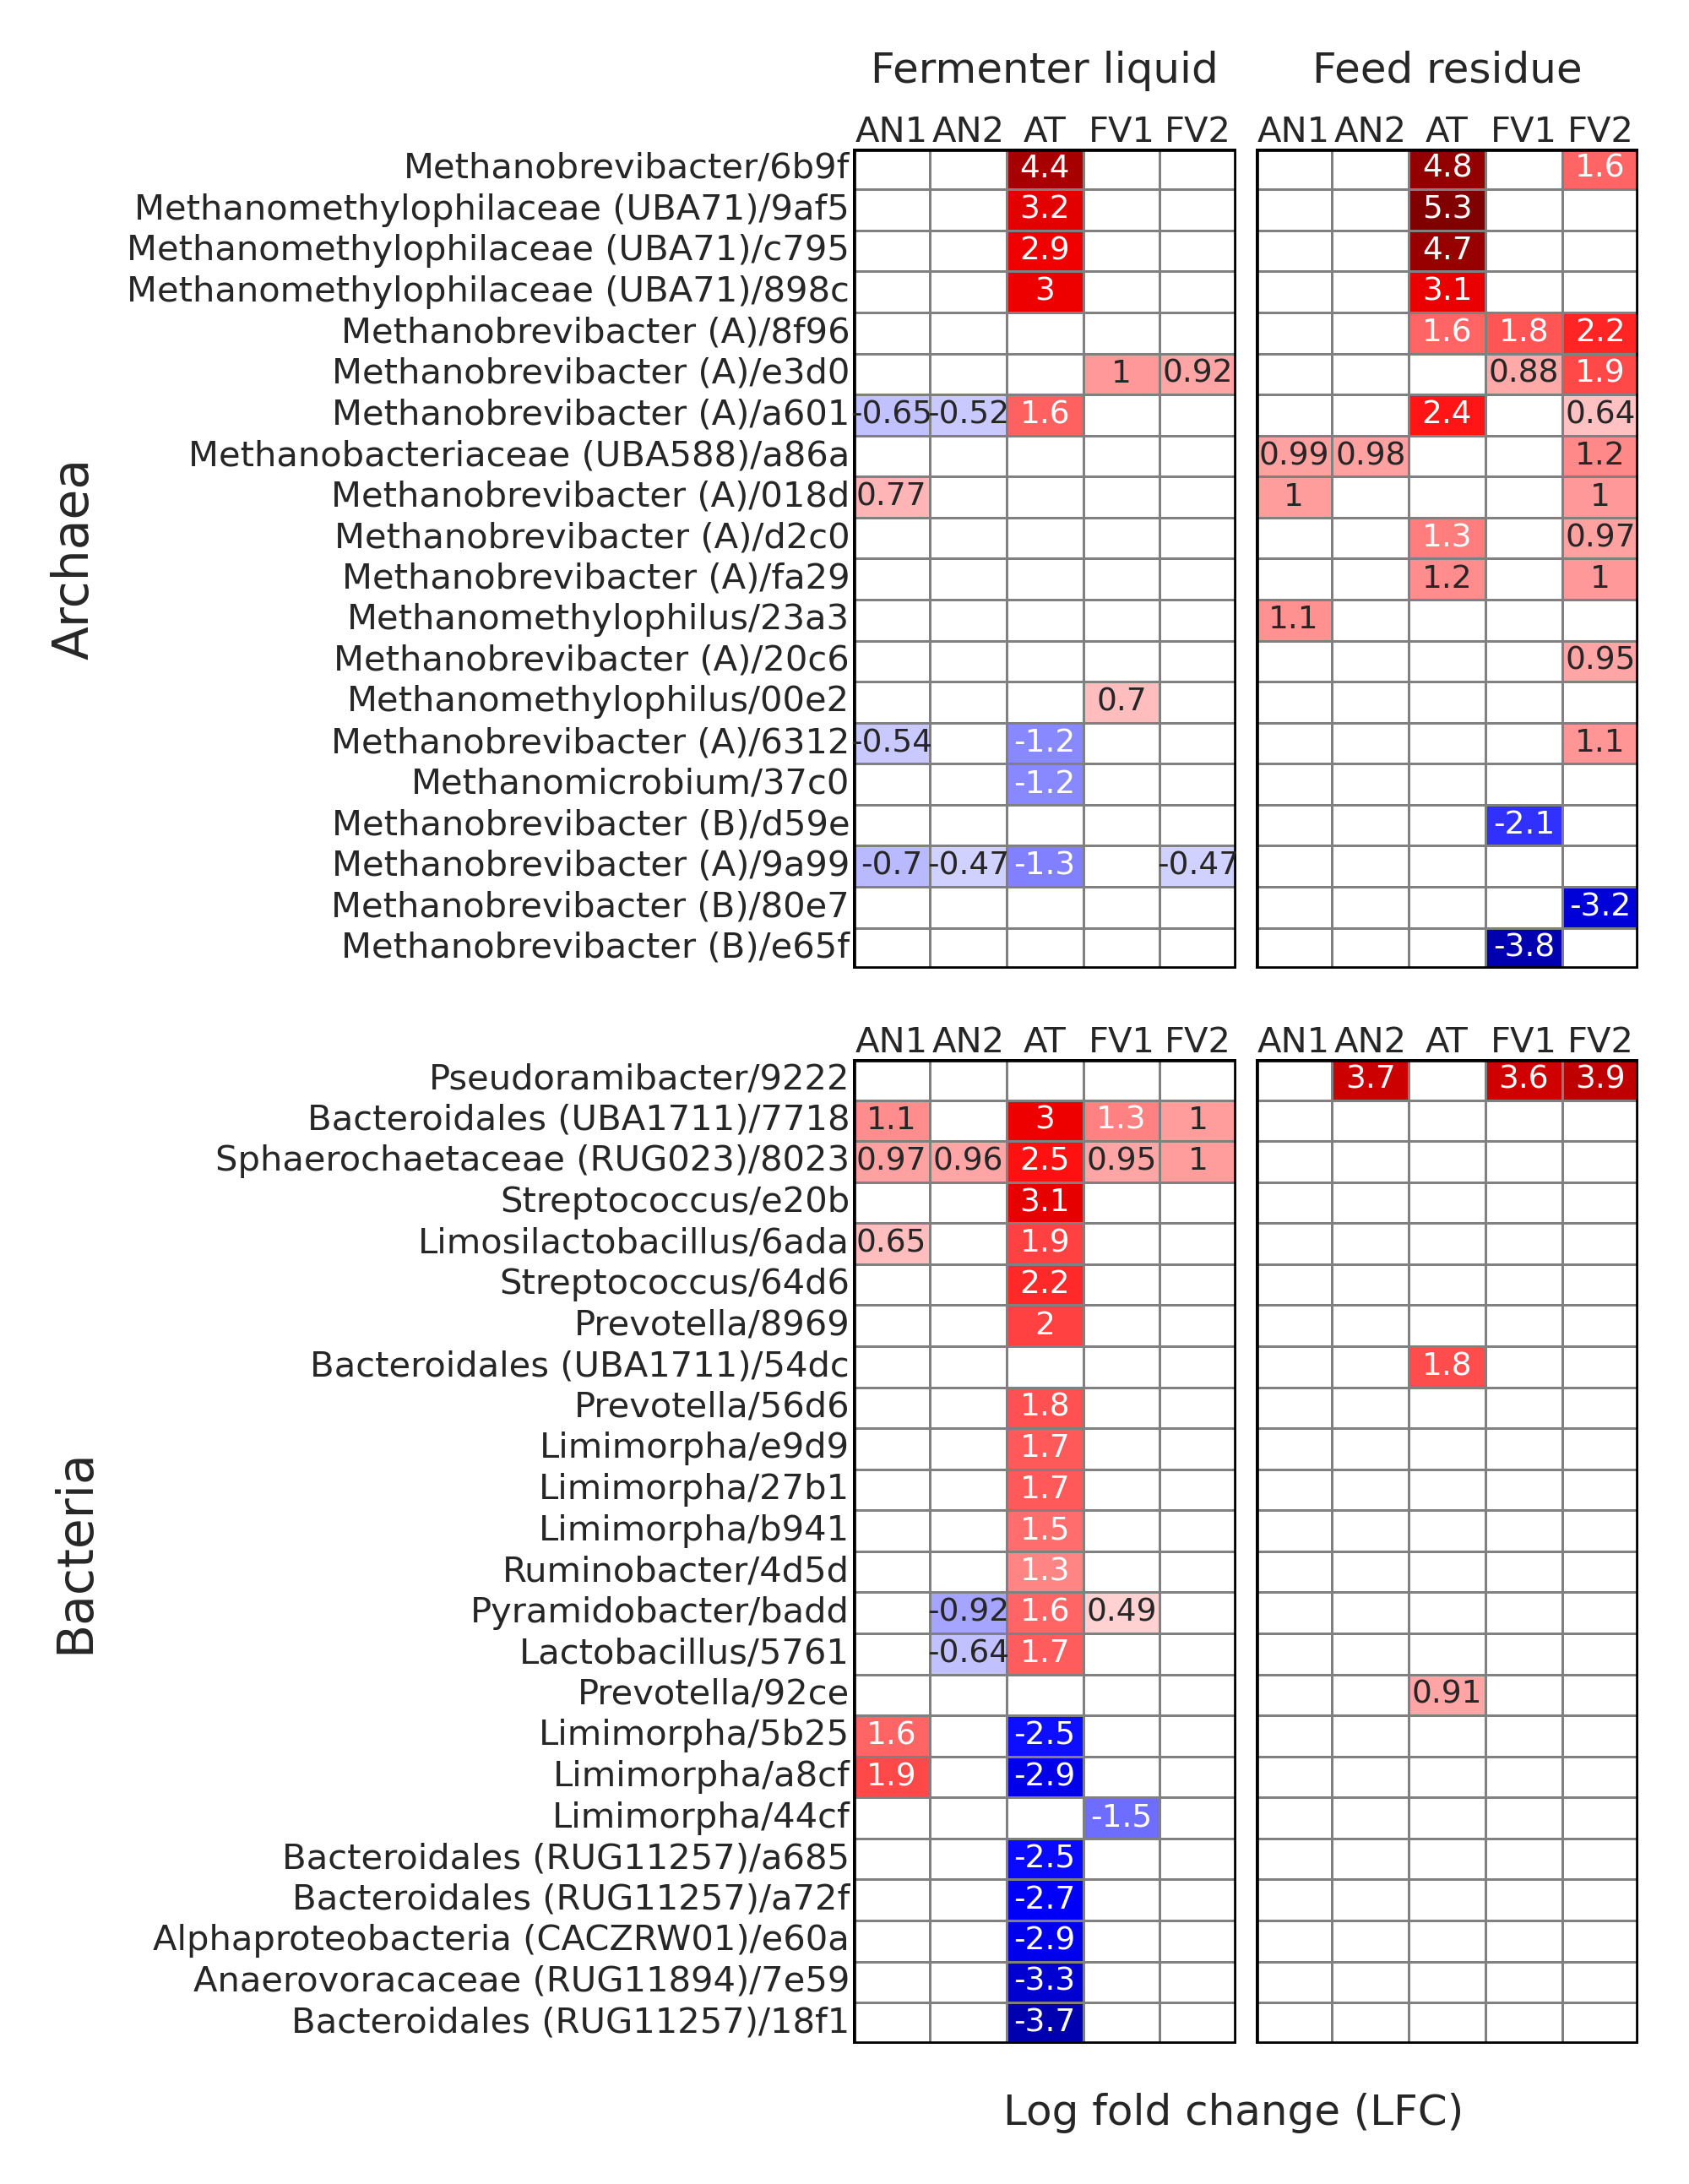 Fermenter liquid Feed residue
AN1 AN2 AT FV1 FV2 AN1 AN2 AT FV1 FV2
Archaea
Methanobrevibacter/6b9f 4.4 4.8 1.6
Methanomethylophilaceae (UBA71)/9af5 3.2 5.3
Methanomethylophilaceae (UBA71)/c795 2.9 4.7
Methanomethylophilaceae (UBA71)/898c 3 3.1
Methanobrevibacter (A)/8f96 1.6 1.8 2.2
Methanobrevibacter (A)/e3d0 1 0.92 0.88 1.9
Methanobrevibacter (A)/a601 -0.65 -0.52 1.6 2.4 0.64
Methanobacteriaceae (UBA588)/a86a 0.99 0.98 1.2
Methanobrevibacter (A)/018d 0.77 1 1
Methanobrevibacter (A)/d2c0 1.3 0.97
Methanobrevibacter (A)/fa29 1.2 1
Methanomethylophilus/23a3 1.1
Methanobrevibacter (A)/20c6 0.95
Methanomethylophilus/00e2 0.7
Methanobrevibacter (A)/6312 -0.54 -1.2 1.1
Methanomicrobium/37c0 -1.2
Methanobrevibacter (B)/d59e -2.1
Methanobrevibacter (A)/9a99 -0.7 -0.47 -1.3 -0.47
Methanobrevibacter (B)/80e7 -3.2
Methanobrevibacter (B)/e65f -3.8
AN1 AN2 AT FV1 FV2 AN1 AN2 AT FV1 FV2
Bacteria
Pseudoramibacter/9222 3.7 3.6 3.9
Bacteroidales (UBA1711)/7718 1.1 3 1.3 1
Sphaerochaetaceae (RUG023)/8023 0.97 0.96 2.5 0.95 1
Streptococcus/e20b 3.1
Limosilactobacillus/6ada 0.65 1.9
Streptococcus/64d6 2.2
Prevotella/8969 2
Bacteroidales (UBA1711)/54dc 1.8
Prevotella/56d6 1.8
Limimorpha/e9d9 1.7
Limimorpha/27b1 1.7
Limimorpha/b941 1.5
Ruminobacter/4d5d 1.3
Pyramidobacter/badd -0.92 1.6 0.49
Lactobacillus/5761 -0.64 1.7
Prevotella/92ce 0.91
Limimorpha/5b25 1.6 -2.5
Limimorpha/a8cf 1.9 -2.9
Limimorpha/44cf -1.5
Bacteroidales (RUG11257)/a685 -2.5
Bacteroidales (RUG11257)/a72f -2.7
Alphaproteobacteria (CACZRW01)/e60a -2.9
Anaerovoracaceae (RUG11894)/7e59 -3.3
Bacteroidales (RUG11257)/18f1 -3.7
Log fold change (LFC)